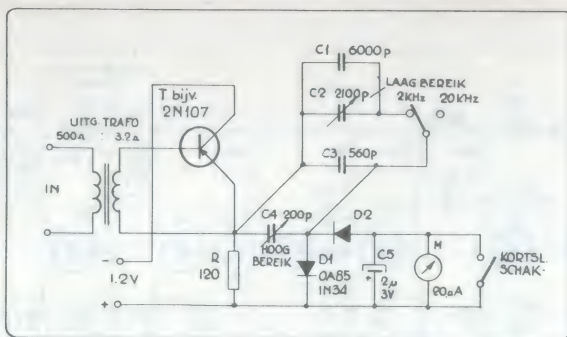 C1 6000p
T bijv.
2N107
C2 2100p
LAAG BEREIK
2KHz 20KHz
UITG. TRAFO
500Ω : 3.2Ω
C3 560p
IN
C4 200p
HOOG
BEREIK
D2
- 1.2V +
R
120
D1
OA85
1N34
C5
+ 2µ
3V
M
20µA
KORTSL.
SCHAK.